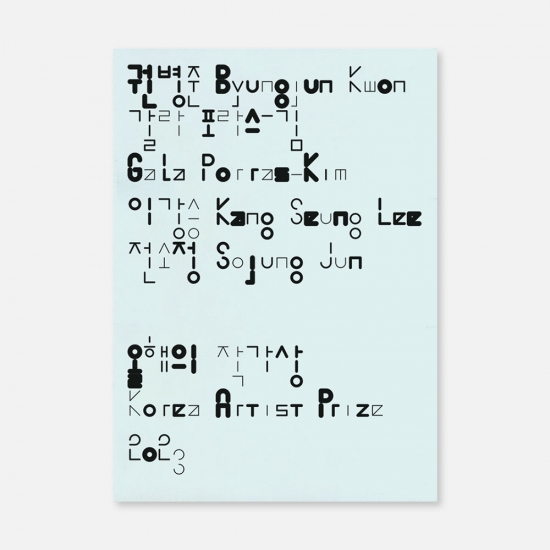 권병준 Byungjun Kwon
갈라 포라스-김
Gala Porras-Kim
이강승 Kang Seung Lee
전소정 Sojung Jun
올해의 작가상
Korea Artist Prize
2023